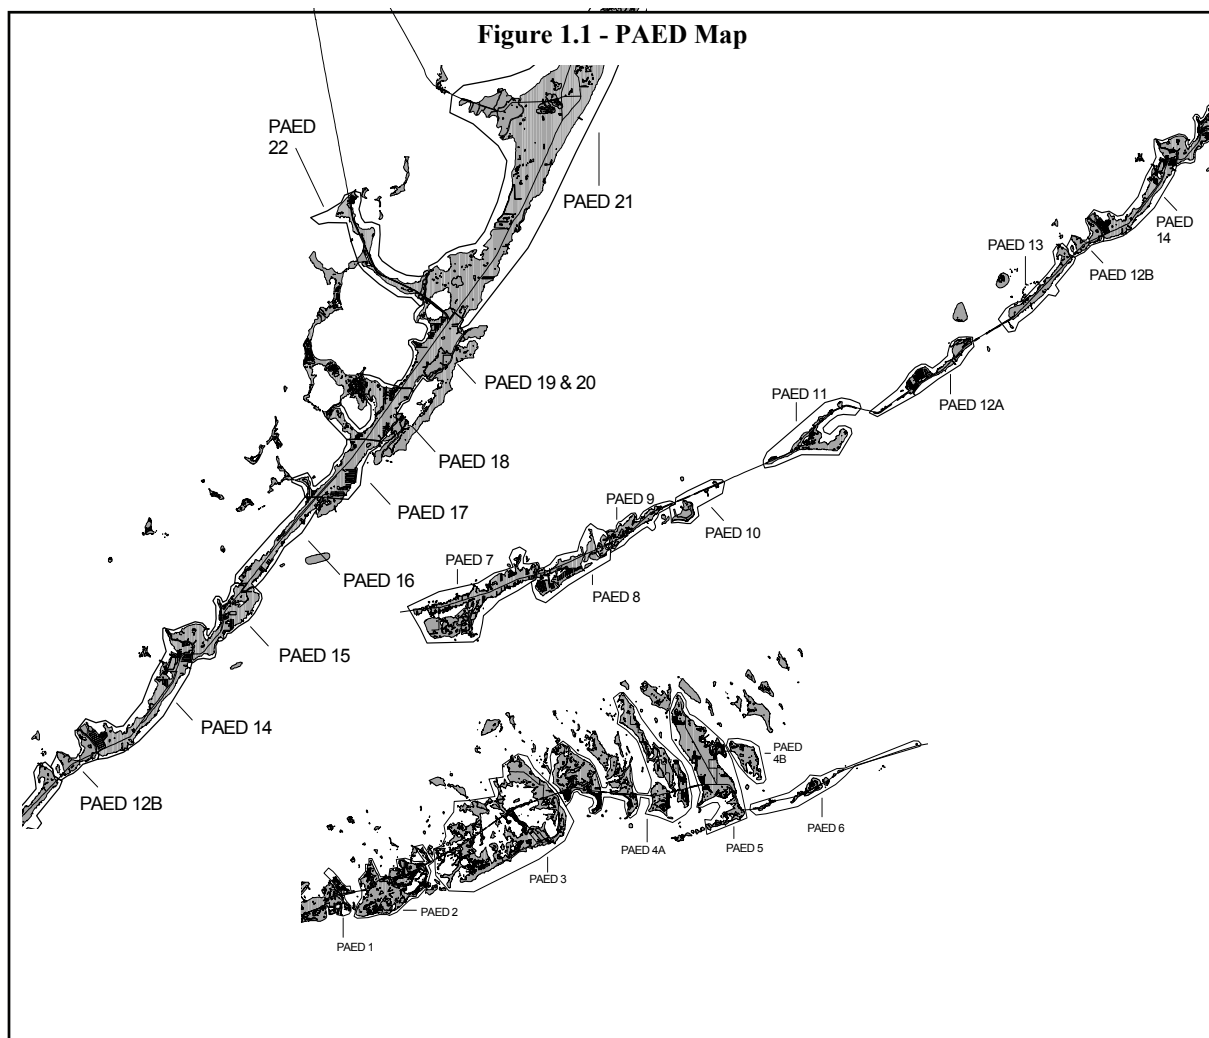 Figure 1.1 - PAED Map
PAED
22
PAED 21
PAED 19 & 20
PAED 18
PAED 17
PAED 16
PAED 15
PAED 14
PAED 12B
PAED 13
PAED
14
PAED 12B
PAED 11
PAED 12A
PAED 9
PAED 10
PAED 7
PAED 8
PAED
4B
PAED 6
PAED 4A
PAED 5
PAED 3
PAED 2
PAED 1